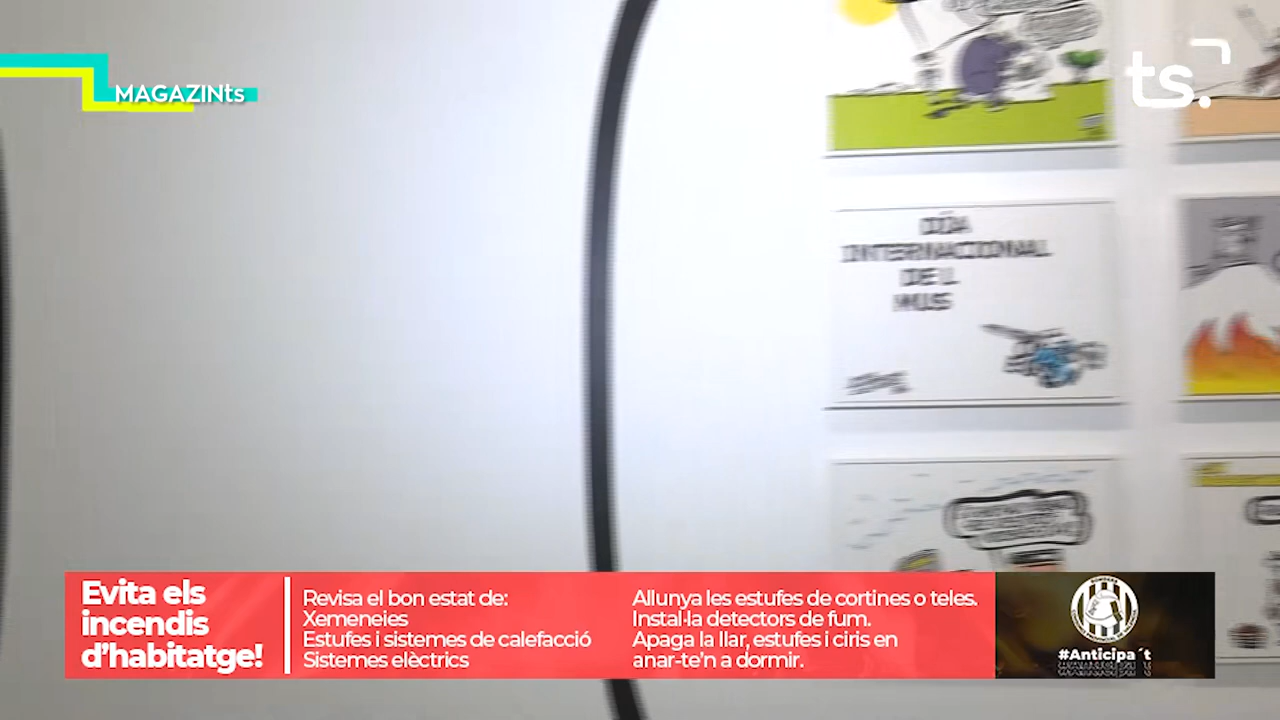 MAGAZINts
ts.
DÍA
INTERNACIONAL
DEL
MUS
Evita els
incendis
d'habitatge!
Revisa el bon estat de:
Xemeneies
Estufes i sistemes de calefacció
Sistemes elèctrics
Allunya les estufes de cortines o teles.
Instal·la detectors de fum.
Apaga la llar, estufes i ciris en
anar-te'n a dormir.
#Anticipa´t